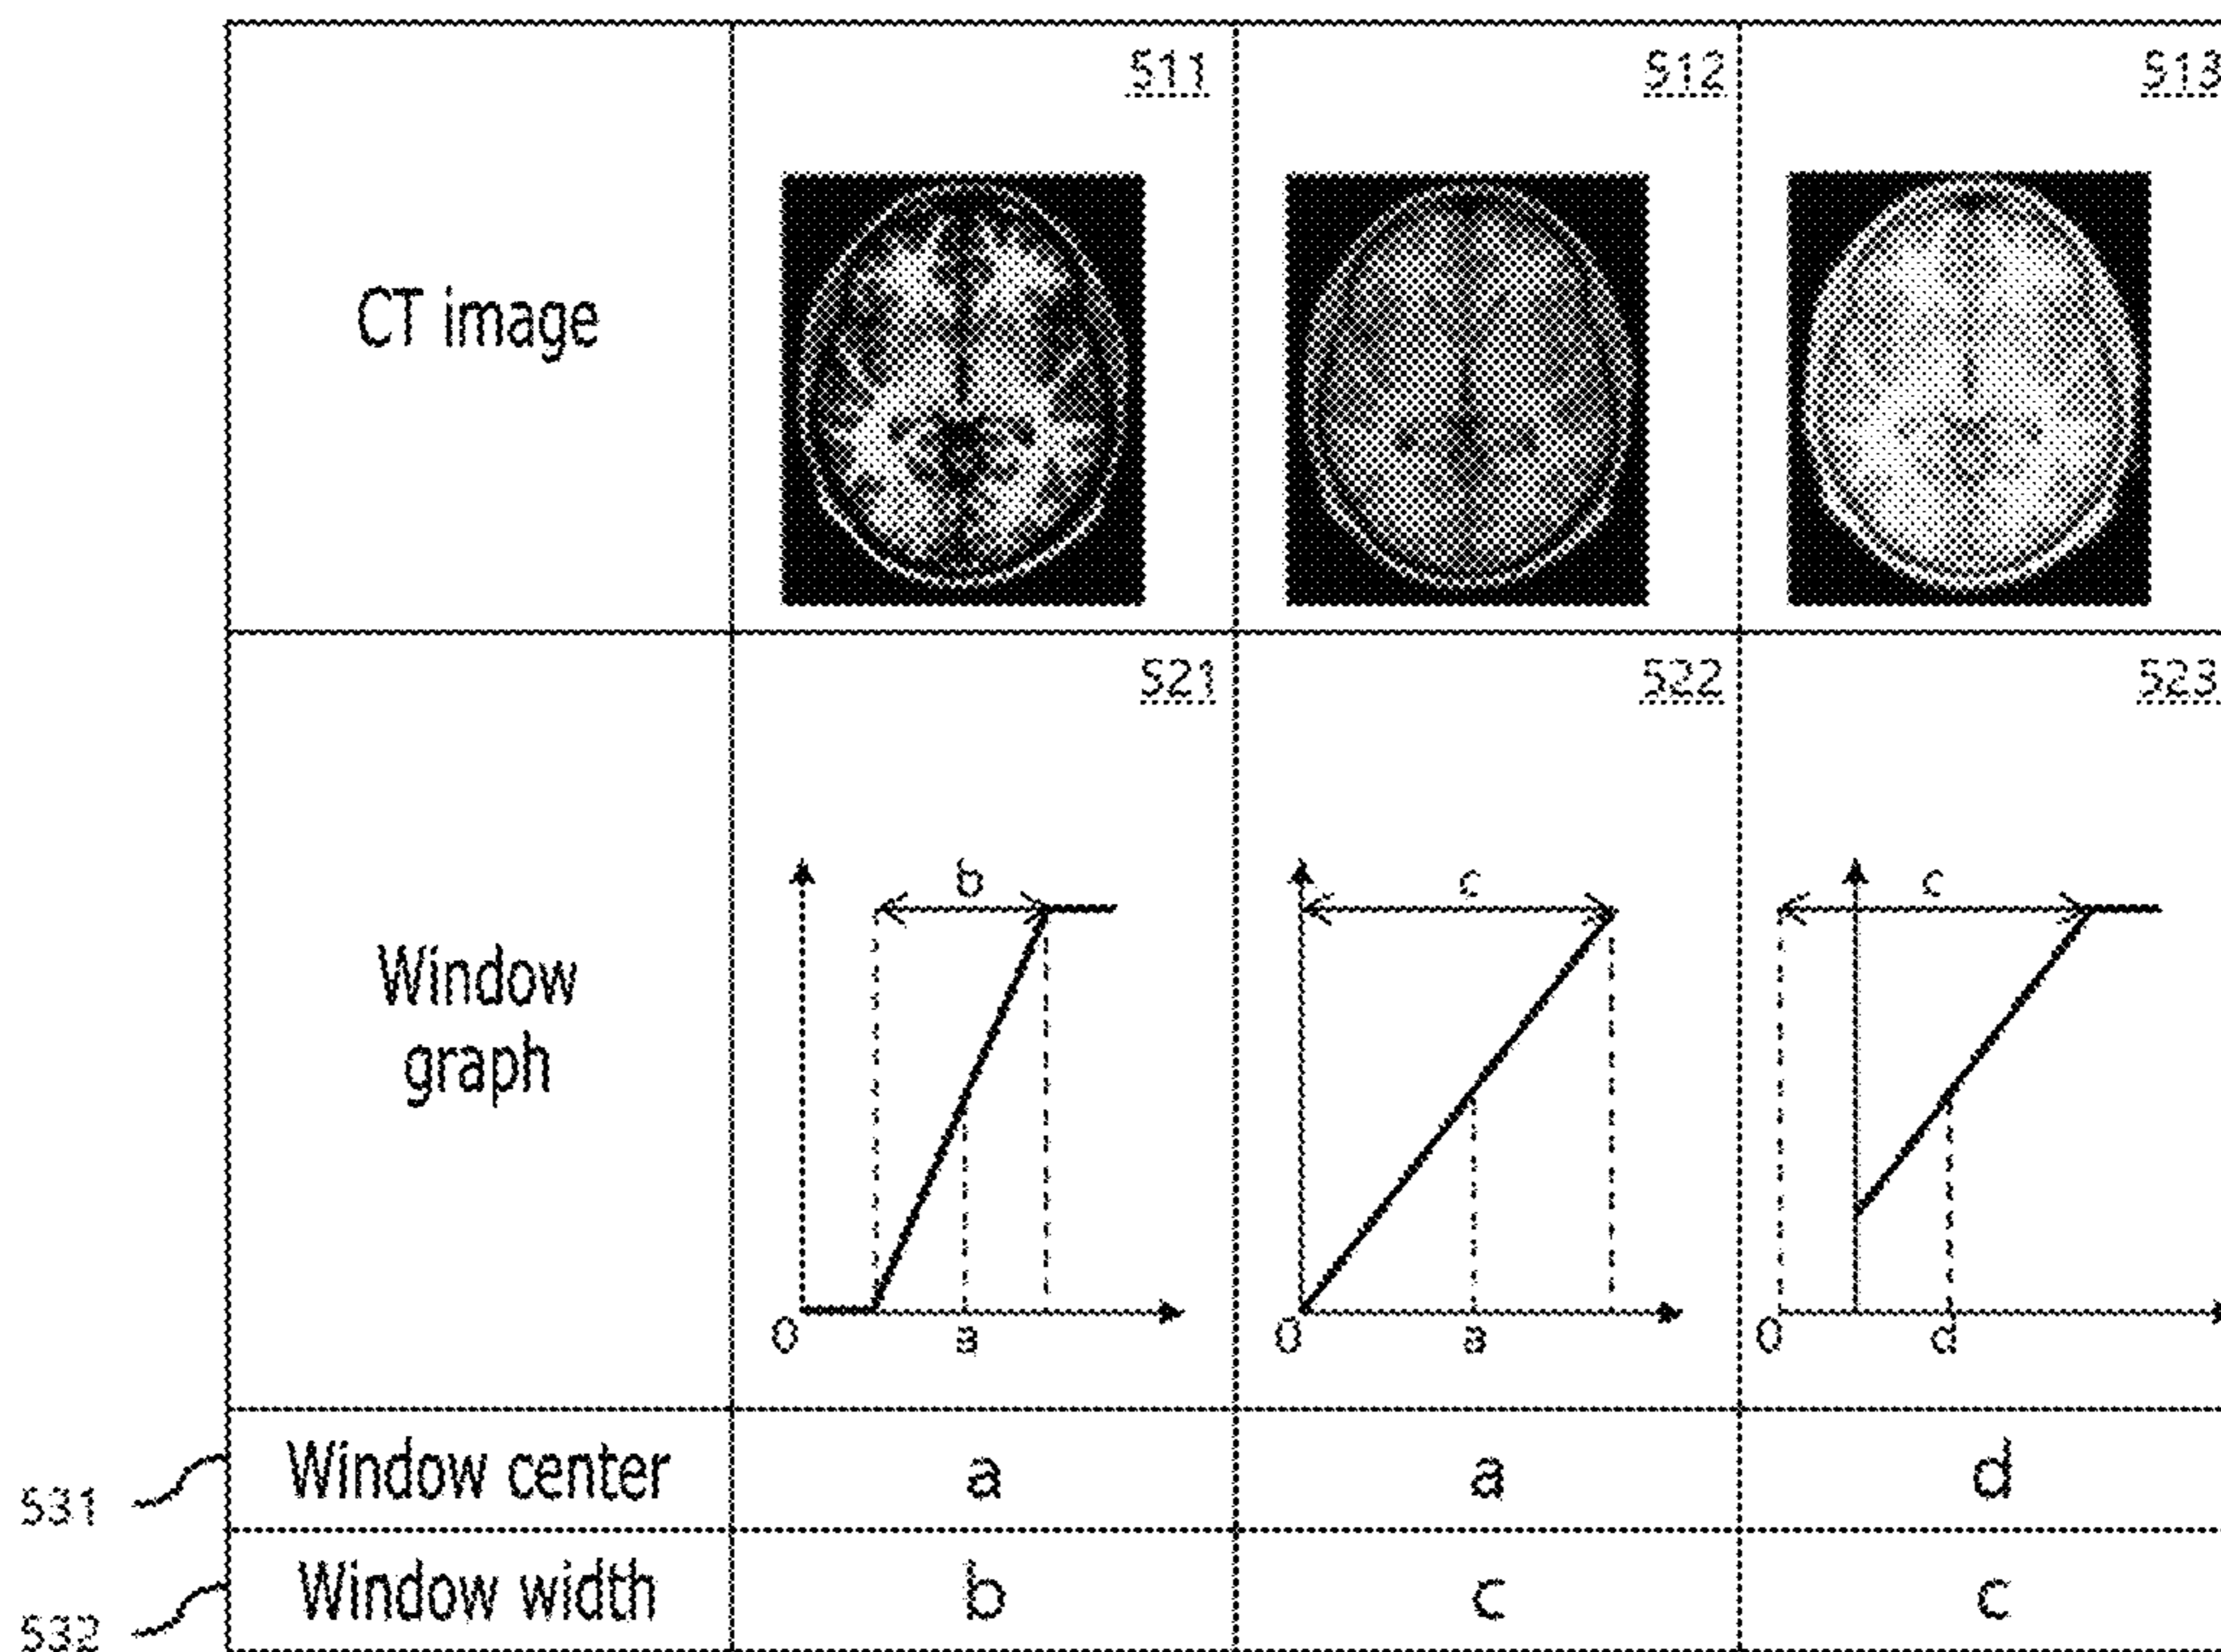 511
512
513
CT image
521
522
523
Window
graph
b
c
c
0
a
0
a
0
d
531
Window center
a
a
d
532
Window width
b
c
c